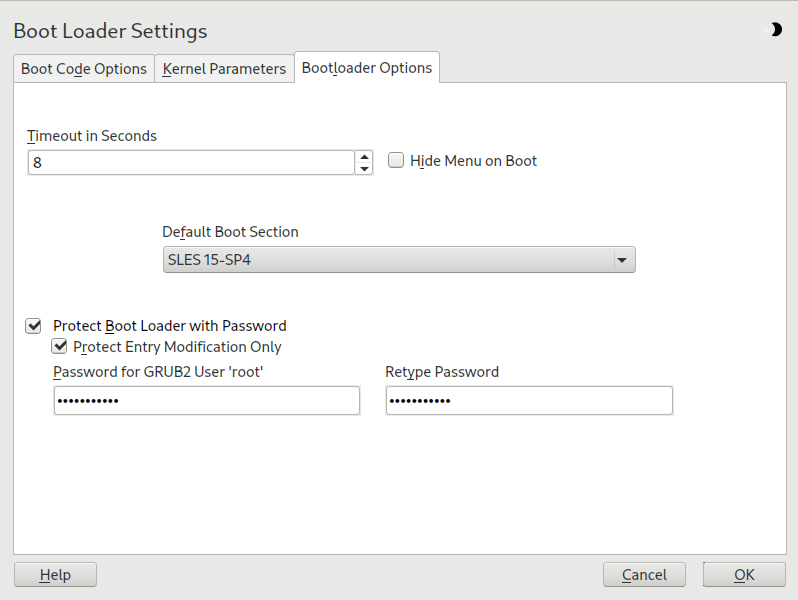 Boot Loader Settings
Boot Code Options Kernel Parameters Bootloader Options
Timeout in Seconds
8 Hide Menu on Boot
Default Boot Section
SLES 15-SP4
Protect Boot Loader with Password
Protect Entry Modification Only
Password for GRUB2 User 'root' Retype Password
••••••••••• •••••••••••
Help Cancel OK